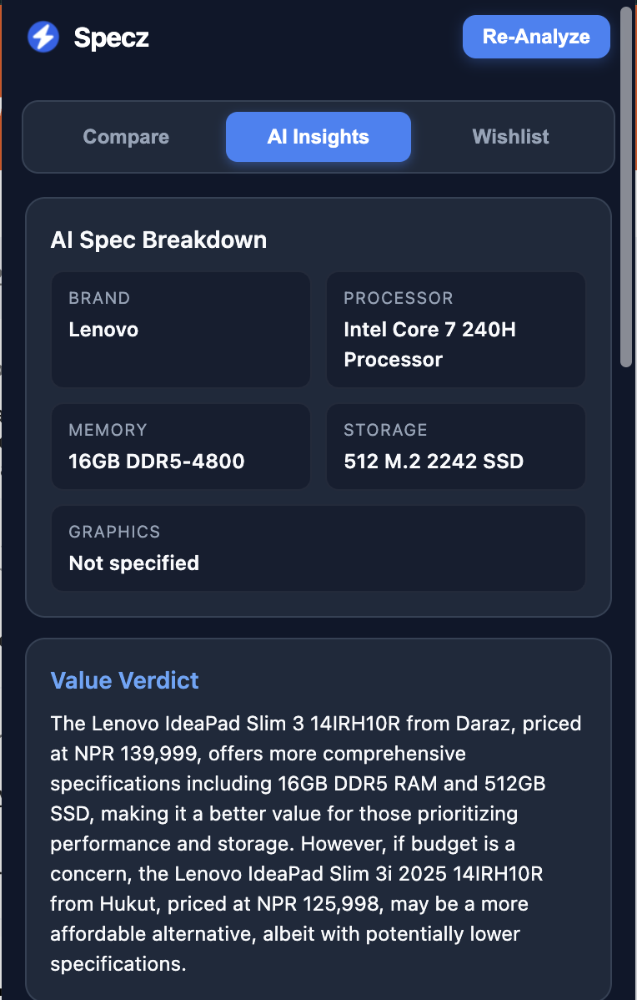 Specz
Re-Analyze
Compare
AI Insights
Wishlist
AI Spec Breakdown
BRAND
Lenovo
PROCESSOR
Intel Core 7 240H
Processor
MEMORY
16GB DDR5-4800
STORAGE
512 M.2 2242 SSD
GRAPHICS
Not specified
Value Verdict
The Lenovo IdeaPad Slim 3 14IRH10R from Daraz, priced
at NPR 139,999, offers more comprehensive
specifications including 16GB DDR5 RAM and 512GB
SSD, making it a better value for those prioritizing
performance and storage. However, if budget is a
concern, the Lenovo IdeaPad Slim 3i 2025 14IRH10R
from Hukut, priced at NPR 125,998, may be a more
affordable alternative, albeit with potentially lower
specifications.